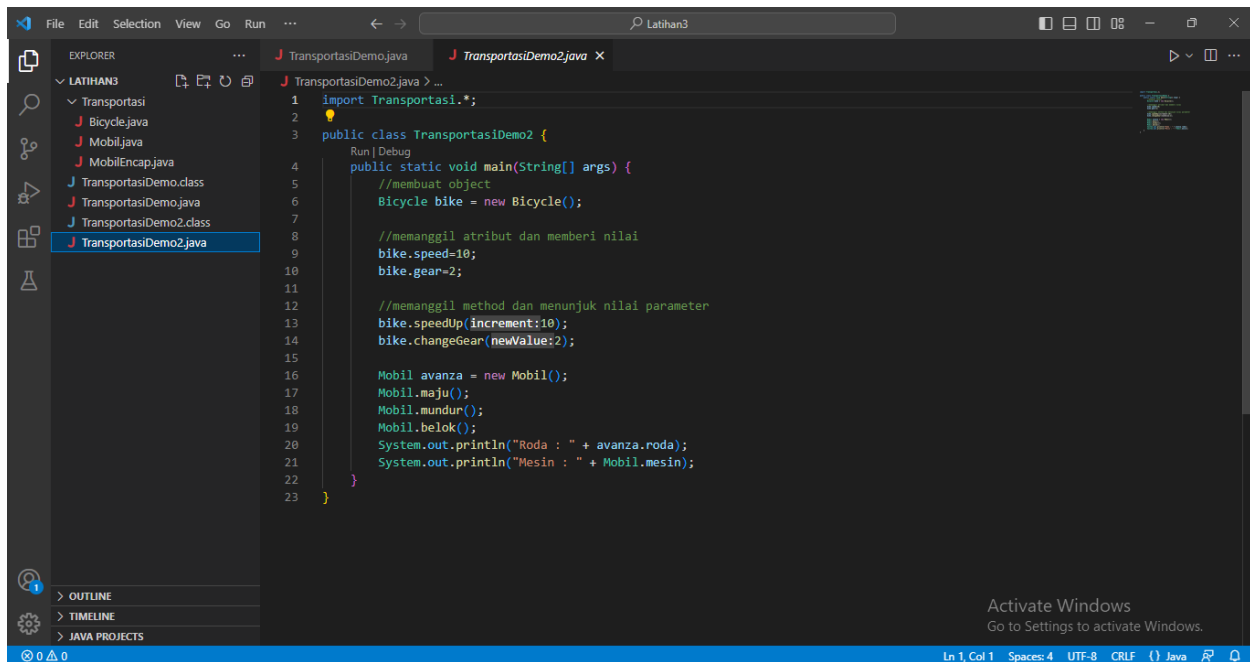 File Edit Selection View Go Run ··· ← → Latihan3
EXPLORER ···
LATIHAN3
Transportasi
J Bicycle.java
J Mobil.java
J MobilEncap.java
J TransportasiDemo.class
J TransportasiDemo.java
J TransportasiDemo2.class
J TransportasiDemo2.java
OUTLINE
TIMELINE
JAVA PROJECTS
J TransportasiDemo.java J TransportasiDemo2.java ×
J TransportasiDemo2.java > ...
1 import Transportasi.*;
2
3 public class TransportasiDemo2 {
Run | Debug
4 public static void main(String[] args) {
5 //membuat object
6 Bicycle bike = new Bicycle();
7
8 //memanggil atribut dan memberi nilai
9 bike.speed=10;
10 bike.gear=2;
11
12 //memanggil method dan menunjuk nilai parameter
13 bike.speedUp(increment:10);
14 bike.changeGear(newValue:2);
15
16 Mobil avanza = new Mobil();
17 Mobil.maju();
18 Mobil.mundur();
19 Mobil.belok();
20 System.out.println("Roda : " + avanza.roda);
21 System.out.println("Mesin : " + Mobil.mesin);
22 }
23 }
1
Activate Windows
Go to Settings to activate Windows.
0 0 Ln 1, Col 1 Spaces: 4 UTF-8 CRLF {} Java